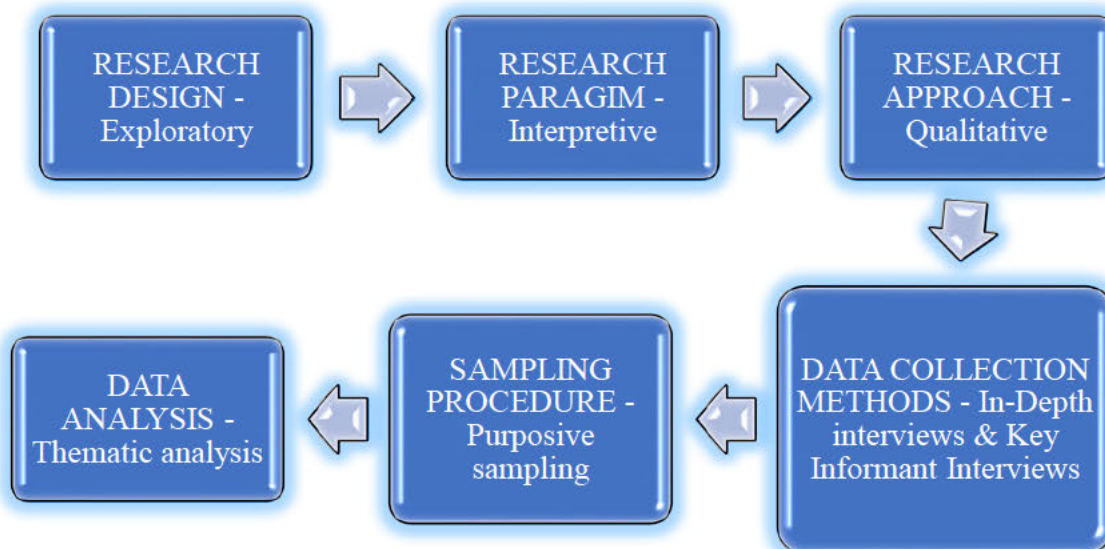 RESEARCH
DESIGN -
Exploratory
RESEARCH
PARAGIM -
Interpretive
RESEARCH
APPROACH -
Qualitative
DATA COLLECTION
METHODS - In-Depth
interviews & Key
Informant Interviews
SAMPLING
PROCEDURE -
Purposive
sampling
DATA
ANALYSIS -
Thematic analysis